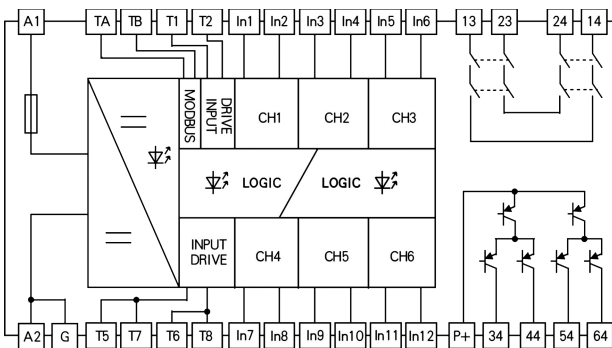 A1 TA TB T1 T2 In1 In2 In3 In4 In5 In6 13 23 24 14
MODBUS
DRIVE
INPUT
CH1 CH2 CH3
LOGIC LOGIC
INPUT
DRIVE
CH4 CH5 CH6
A2 G T5 T7 T6 T8 In7 In8 In9 In10 In11 In12 P+ 34 44 54 64